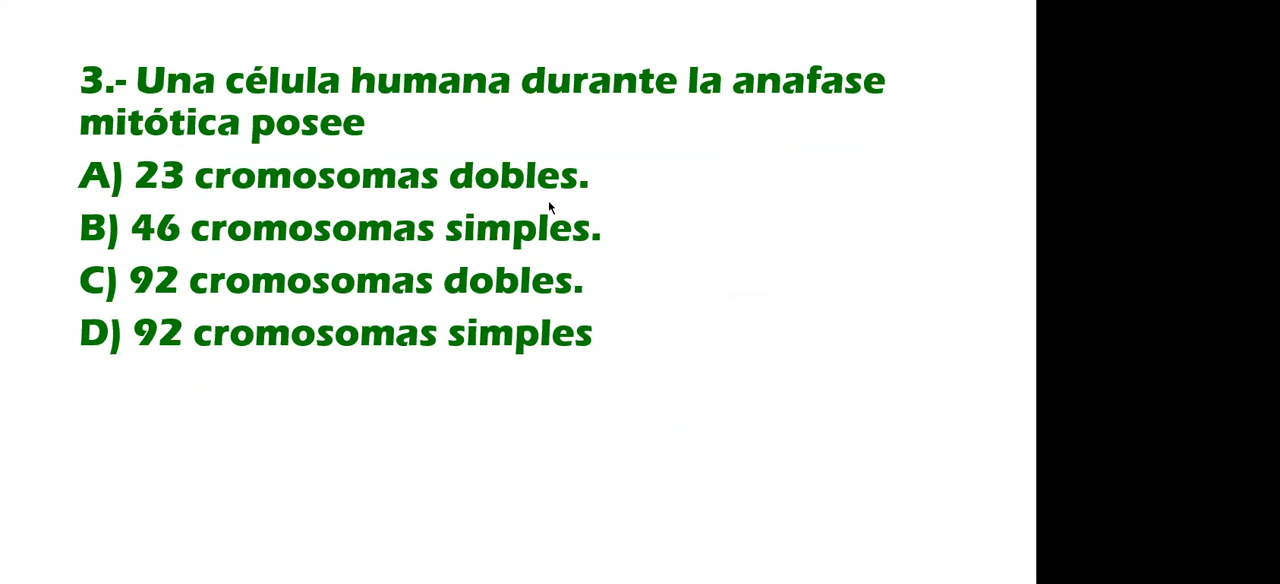 3.- Una célula humana durante la anafase
mitótica posee
A) 23 cromosomas dobles.
B) 46 cromosomas simples.
C) 92 cromosomas dobles.
D) 92 cromosomas simples